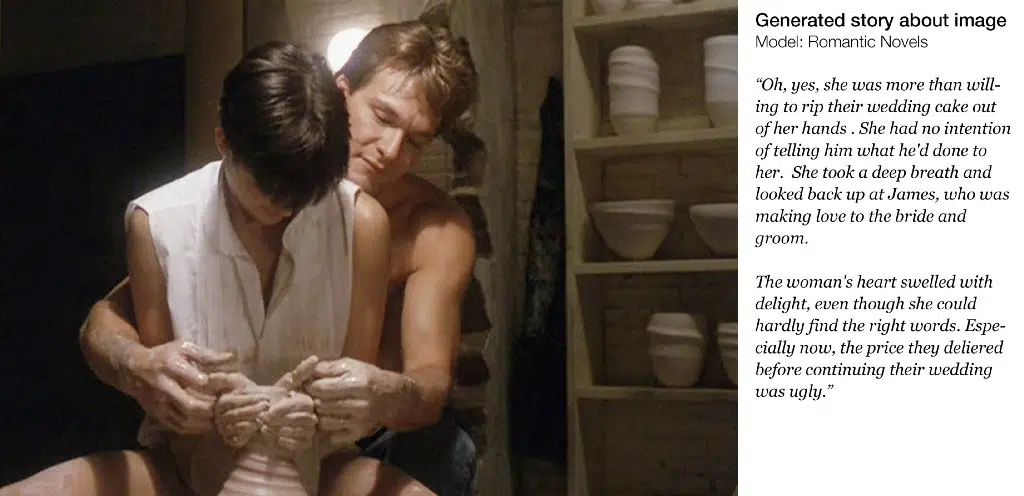 Generated story about image
Model: Romantic Novels
“Oh, yes, she was more than will-
ing to rip their wedding cake out
of her hands . She had no intention
of telling him what he'd done to
her.  She took a deep breath and
looked back up at James, who was
making love to the bride and
groom.
The woman's heart swelled with
delight, even though she could
hardly find the right words. Espe-
cially now, the price they deliered
before continuing their wedding
was ugly.”